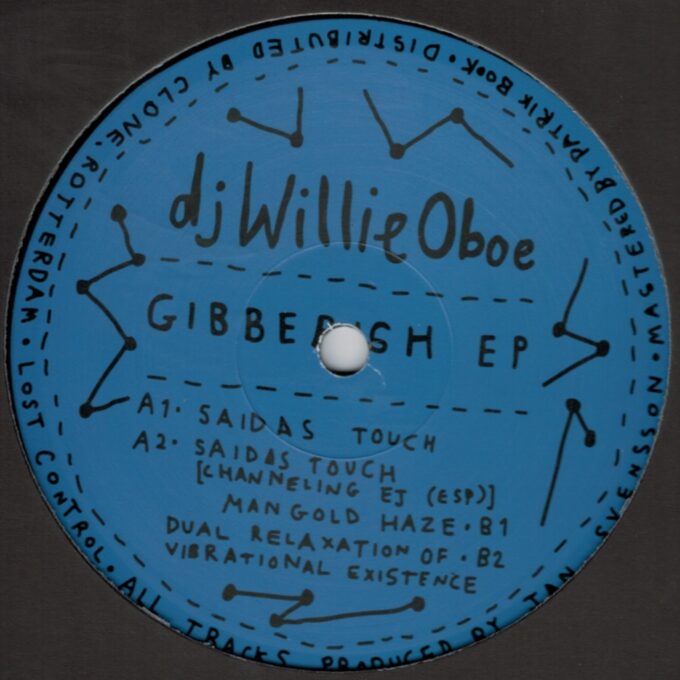 dj Willie Oboe
GIBBERISH EP
A1. SAIDAS TOUCH
A2. SAIDAS TOUCH
[CHANNELING EJ (ESP)]
MANGOLD HAZE. B1
DUAL RELAXATION OF . B2
VIBRATIONAL EXISTENCE
LOST CONTROL. ALL TRACKS PRODUCED BY JAN SVENSSON. MASTERED BY PATRIK BOOK. DISTRIBUTED BY CLONE, ROTTERDAM.